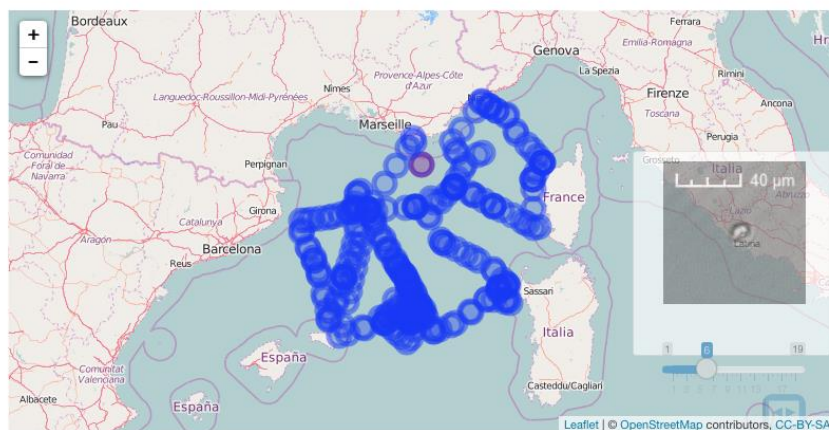 Bordeaux
+
−
Ferrara
Hr
Genova
Emilia-Romagna
La Spezia
Rimini
Provence-Alpes-Côte
d'Azur
Languedoc-Roussillon-Midi-Pyrénées
Nîmes
Firenze
Toscana
Ancona
Pau
Marseille
Perugia
Comunidad
Foral de
Navarra
Perpignan
Grosseto
Italia
40 µm
Girona
France
Lazio
Catalunya
Latina
Aragón
Barcelona
Reus
Sassari
Italia
1
6
19
España
Comunitat
Valenciana
Albacete
España
Casteddu/Cagliari
Leaflet | © OpenStreetMap contributors, CC-BY-SA